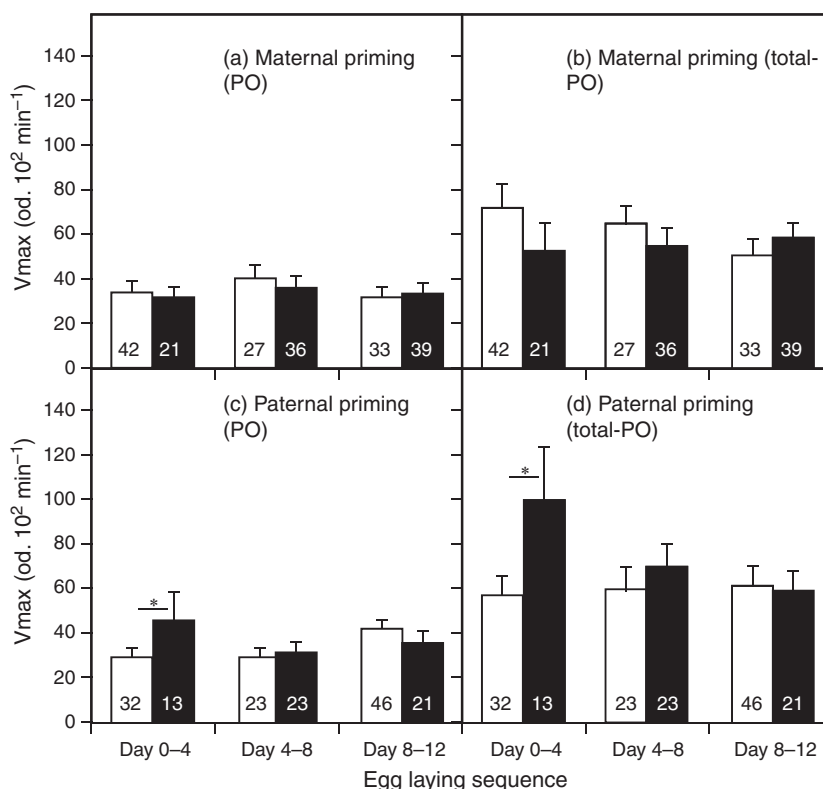 140
120
100
80
60
40
20
0
Vmax (od. 10² min⁻¹)
(a) Maternal priming
(PO)
42 21 27 36 33 39
(b) Maternal priming (total-
PO)
42 21 27 36 33 39
140
120
100
80
60
40
20
0
Vmax (od. 10² min⁻¹)
(c) Paternal priming
(PO)
*
32 13 23 23 46 21
(d) Paternal priming
(total-PO)
*
32 13 23 23 46 21
Day 0–4 Day 4–8 Day 8–12 Day 0–4 Day 4–8 Day 8–12
Egg laying sequence